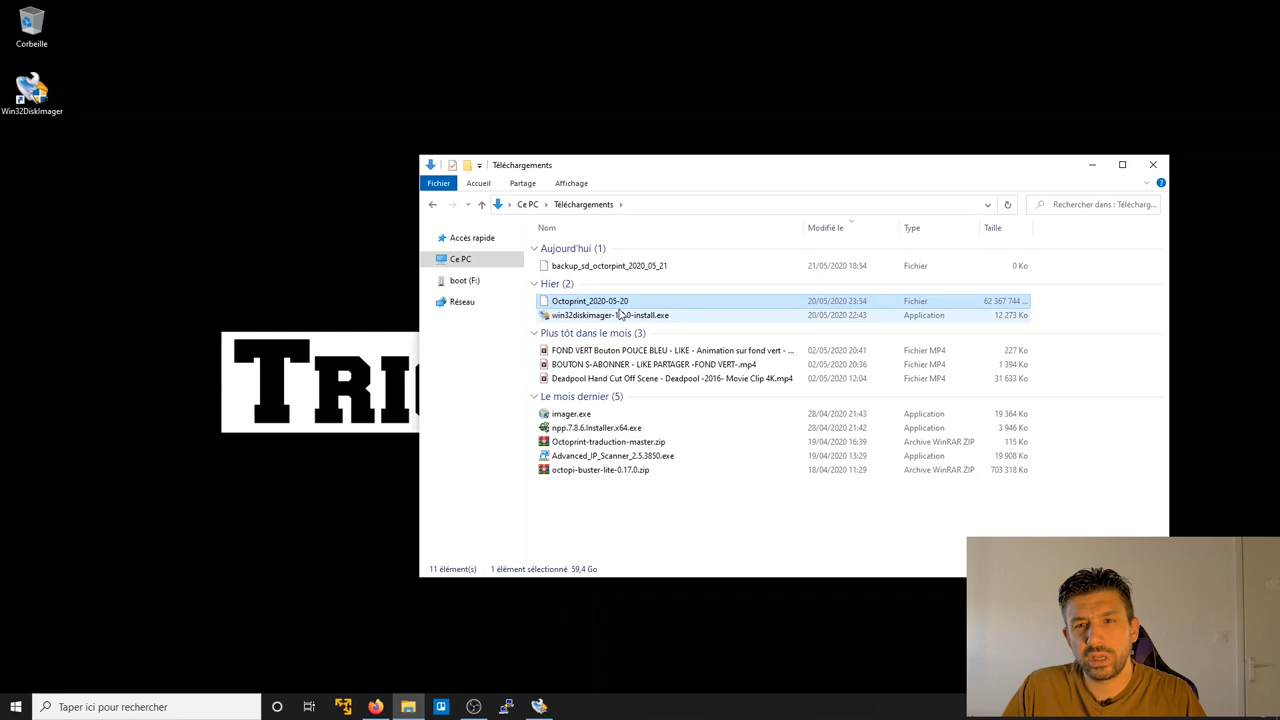 Corbeille
Win32DiskImager
TRI
Téléchargements
Fichier Accueil Partage Affichage
Ce PC Téléchargements
Rechercher dans : Télécharg...
Nom Modifié le Type Taille
Accès rapide
Ce PC
boot (F:)
Réseau
Aujourd'hui (1)
backup_sd_octorpint_2020_05_21 21/05/2020 18:54 Fichier 0 Ko
Hier (2)
Octoprint_2020-05-20 20/05/2020 23:54 Fichier 62 367 744 ...
20/05/2020 22:43 Application 12 273 Ko
Plus tôt dans le mois (3)
FOND VERT Bouton POUCE BLEU - LIKE - Animation sur fond vert - ... 02/05/2020 20:41 Fichier MP4 227 Ko
BOUTON S-ABONNER - LIKE PARTAGER -FOND VERT-.mp4 02/05/2020 20:36 Fichier MP4 1 394 Ko
Deadpool Hand Cut Off Scene - Deadpool -2016- Movie Clip 4K.mp4 02/05/2020 12:04 Fichier MP4 31 633 Ko
Le mois dernier (5)
imager.exe 28/04/2020 21:43 Application 19 364 Ko
npp.7.8.6.Installer.x64.exe 28/04/2020 21:42 Application 3 946 Ko
Octoprint-traduction-master.zip 19/04/2020 16:39 Archive WinRAR ZIP 115 Ko
Advanced_IP_Scanner_2.5.3850.exe 19/04/2020 13:29 Application 19 908 Ko
octopi-buster-lite-0.17.0.zip 18/04/2020 11:29 Archive WinRAR ZIP 703 318 Ko
11 élément(s) 1 élément sélectionné 59,4 Go
Taper ici pour rechercher